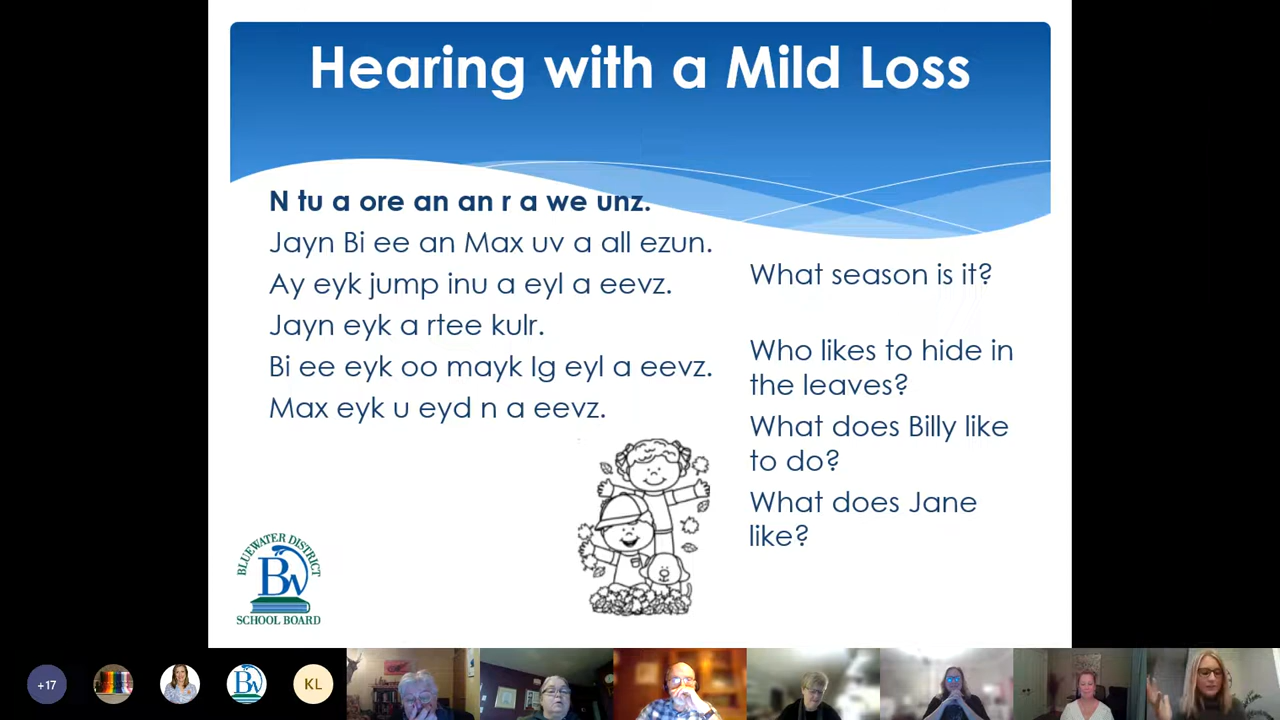 Hearing with a Mild Loss
N tu a ore an an r a we unz.
Jayn Bi ee an Max uv a all ezun.
Ay eyk jump inu a eyl a eevz.
Jayn eyk a rtee kulr.
Bi ee eyk oo mayk Ig eyl a eevz.
Max eyk u eyd n a eevz.
What season is it?
Who likes to hide in
the leaves?
What does Billy like
to do?
What does Jane
like?
BLUEWATER DISTRICT
BW
SCHOOL BOARD
+17
BW
KL